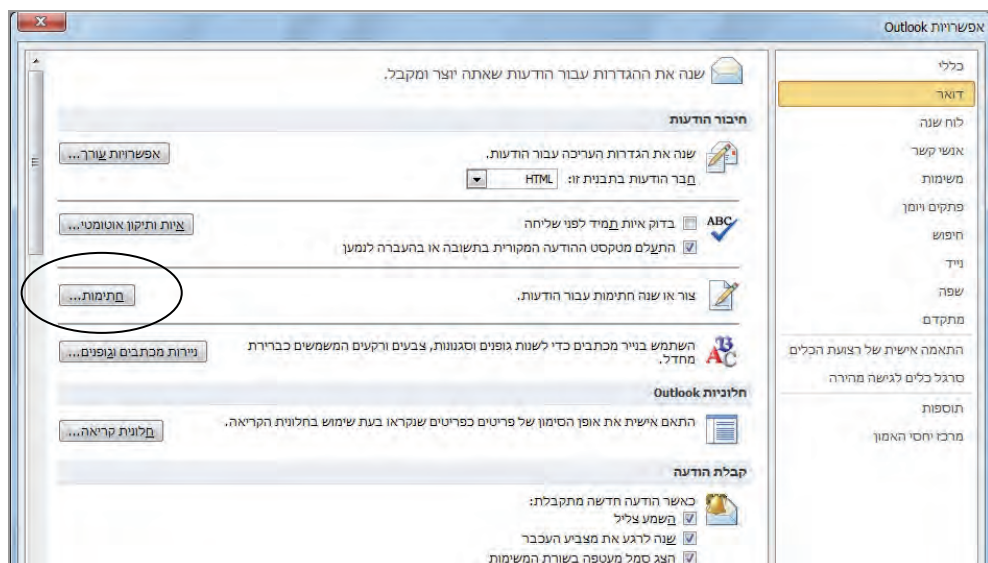 אפשרויות Outlook
כללי
דואר
לוח שנה
אנשי קשר
משימות
פתקים ויומן
חיפוש
נייד
שפה
מתקדם
התאמה אישית של רצועת הכלים
סרגל כלים לגישה מהירה
תוספות
מרכז יחסי האמון
שנה את ההגדרות עבור הודעות שאתה יוצר ומקבל.
חיבור הודעות
שנה את הגדרות העריכה עבור הודעות.
אפשרויות עורך...
חבר הודעות בתבנית זו: HTML
ABC
בדוק איות תמיד לפני שליחה
איות ותיקון אוטומטי...
התעלם מטקסט ההודעה המקורית בתשובה או בהעברה לנמען
צור או שנה חתימות עבור הודעות.
חתימות...
השתמש בנייר מכתבים כדי לשנות גופנים וסגנונות, צבעים ורקעים המשמשים כברירת
מחדל.
ניירות מכתבים וגופנים...
חלוניות Outlook
התאם אישית את אופן הסימון של פריטים כפריטים שנקראו בעת שימוש בחלונית הקריאה.
חלונית קריאה...
קבלת הודעה
כאשר הודעה חדשה מתקבלת:
השמע צליל
שנה לרגע את מצביע העכבר
הצג סמל מעטפה בשורת המשימות